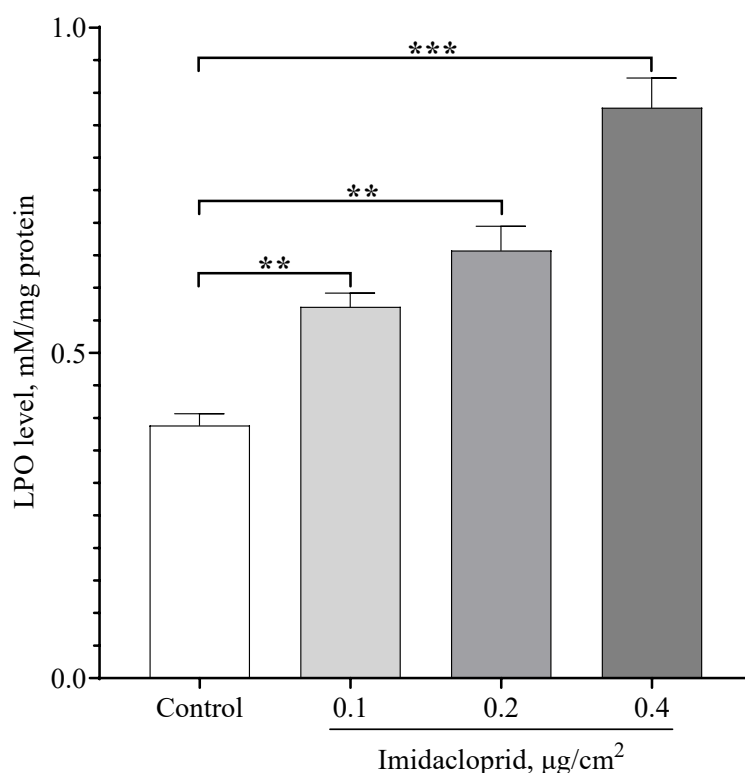 1.0
***
**
**
0.5
0.0
LPO level, mM/mg protein
Control 0.1 0.2 0.4
Imidacloprid, μg/cm²